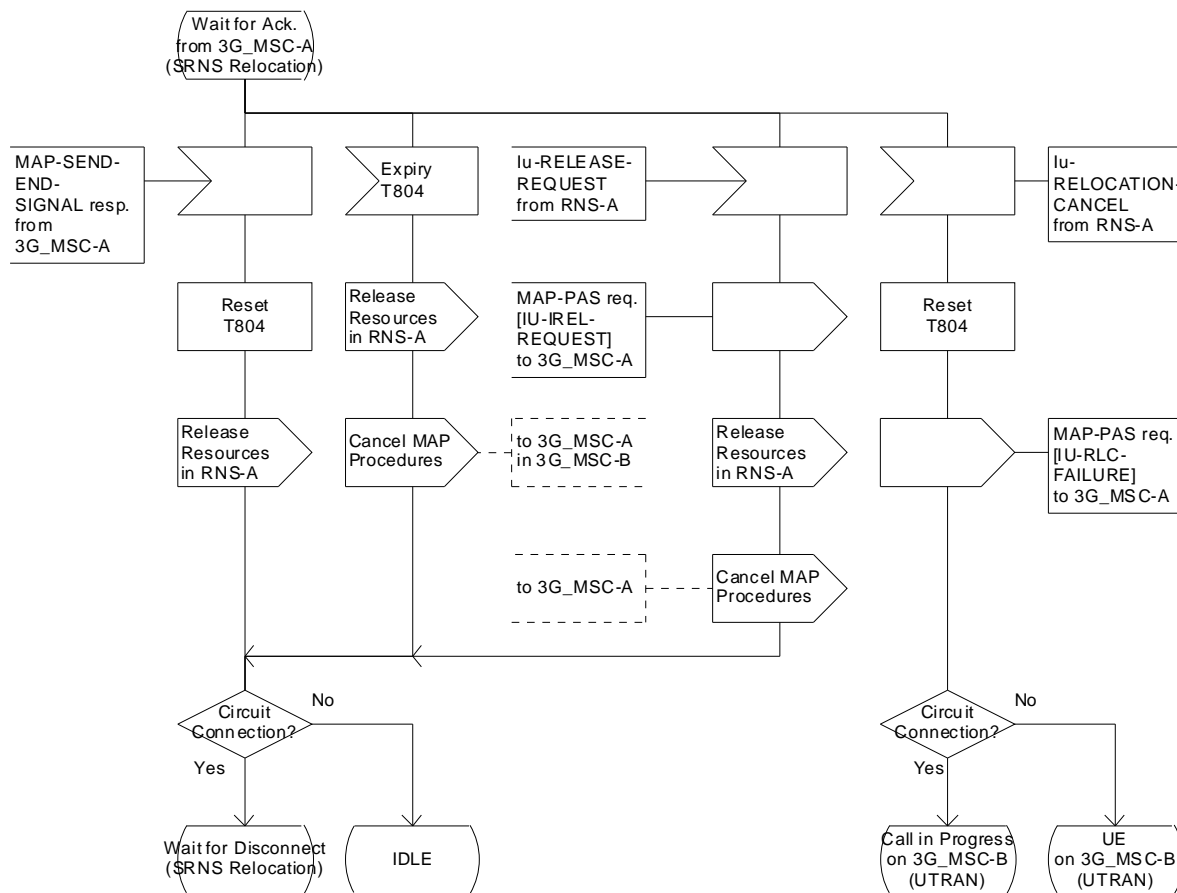 Wait for Ack.
from 3G_MSC-A
(SRNS Relocation)
MAP-SEND-
END-
SIGNAL resp.
from
3G_MSC-A
Expiry
T804
Iu-RELEASE-
REQUEST
from RNS-A
Iu-
RELOCATION-
CANCEL
from RNS-A
Reset
T804
Release
Resources
in RNS-A
MAP-PAS req.
[IU-IREL-
REQUEST]
to 3G_MSC-A
Reset
T804
Release
Resources
in RNS-A
Cancel MAP
Procedures
to 3G_MSC-A
in 3G_MSC-B
Release
Resources
in RNS-A
MAP-PAS req.
[IU-RLC-
FAILURE]
to 3G_MSC-A
to 3G_MSC-A
Cancel MAP
Procedures
Circuit
Connection?
No
Yes
Circuit
Connection?
No
Yes
Wait for Disconnect
(SRNS Relocation)
IDLE
Call in Progress
on 3G_MSC-B
(UTRAN)
UE
on 3G_MSC-B
(UTRAN)